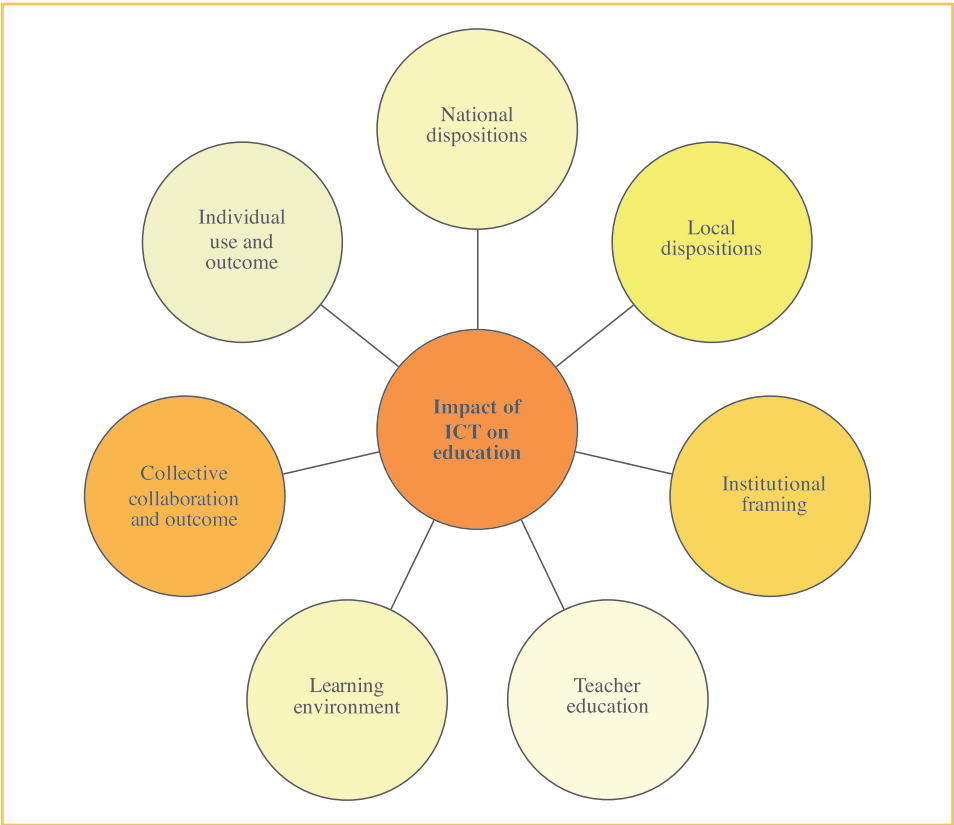 National
dispositions
Local
dispositions
Individual
use and
outcome
Impact of
ICT on
education
Collective
collaboration
and outcome
Institutional
framing
Learning
environment
Teacher
education